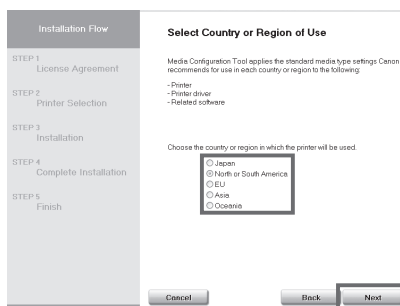 Installation Flow
STEP 1
License Agreement
STEP 2
Printer Selection
STEP 3
Installation
STEP 4
Complete Installation
STEP 5
Finish
Select Country or Region of Use
Media Configuration Tool applies the standard media type settings Canon
recommends for use in each country or region to the following:
- Printer
- Printer driver
- Related software
Choose the country or region in which the printer will be used.
Japan
North or South America
EU
Asia
Oceania
Cancel
Back
Next